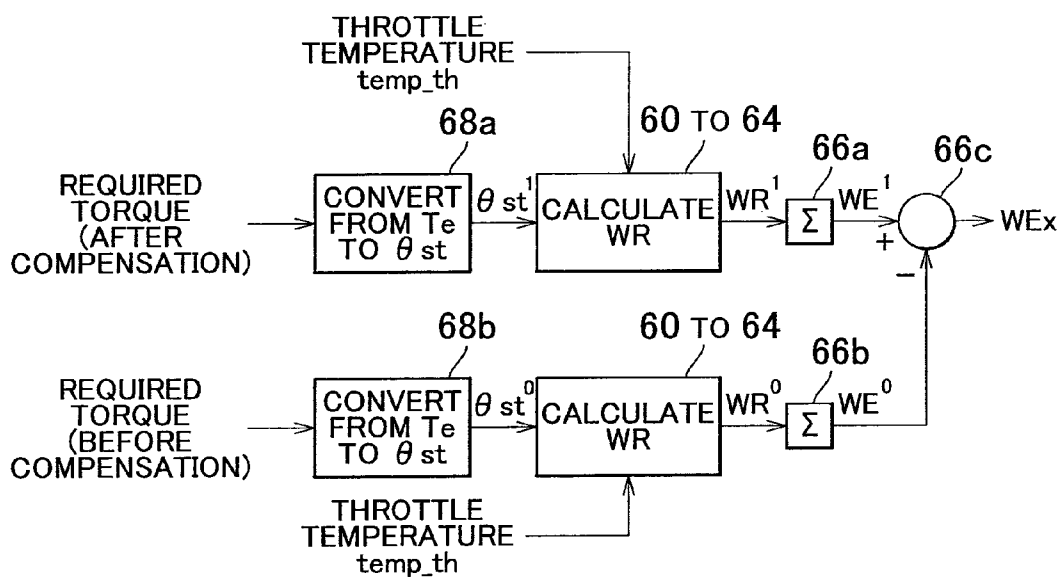 THROTTLE
TEMPERATURE
temp_th
68a
60 TO 64
66a
66c
REQUIRED
TORQUE
(AFTER
COMPENSATION)
CONVERT
FROM Te
TO θst
θst¹
CALCULATE
WR
WR¹
Σ
WE¹
+
−
WEx
68b
60 TO 64
66b
REQUIRED
TORQUE
(BEFORE
COMPENSATION)
CONVERT
FROM Te
TO θst
θst⁰
CALCULATE
WR
WR⁰
Σ
WE⁰
THROTTLE
TEMPERATURE
temp_th